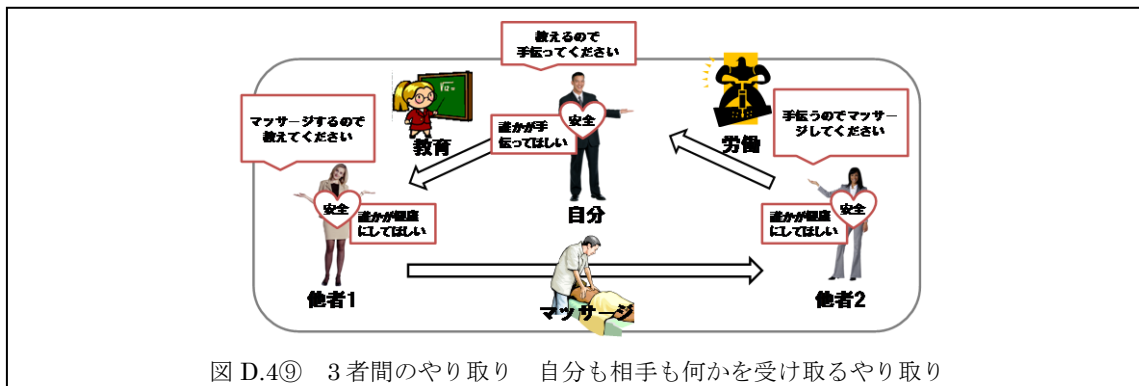 教えるので
手伝ってください
マッサージするので
教えてください
手伝うのでマッサー
ジしてください
教育
誰かが手
伝ってほしい
安全
労働
安全
誰かが健康
にしてほしい
自分
安全
誰かが健康
にしてほしい
他者1
マッサージ
他者2
図 D.4⑨ 3者間のやり取り 自分も相手も何かを受け取るやり取り